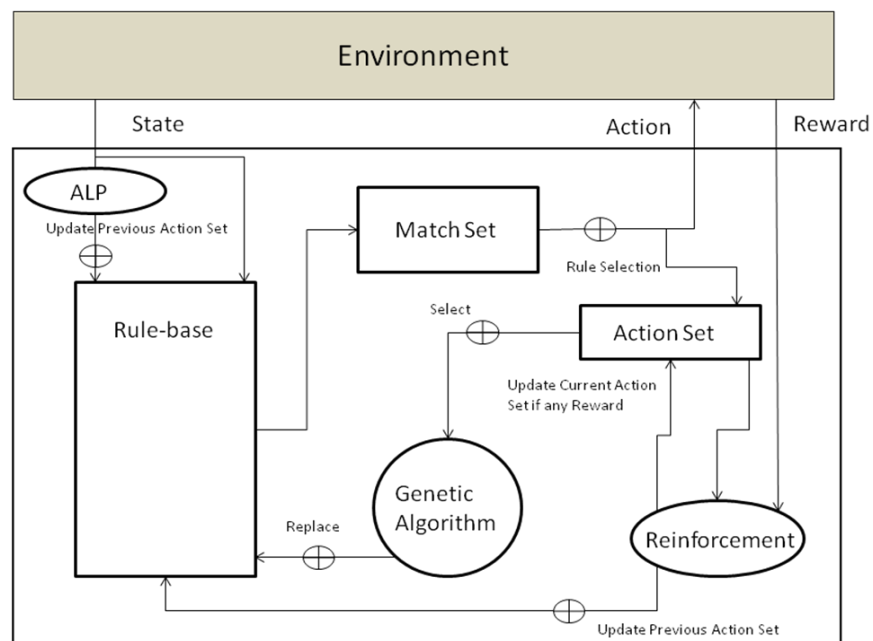 Environment
State
Action
Reward
ALP
Update Previous Action Set
Match Set
Rule Selection
Rule-base
Select
Action Set
Update Current Action
Set if any Reward
Genetic
Algorithm
Replace
Reinforcement
Update Previous Action Set